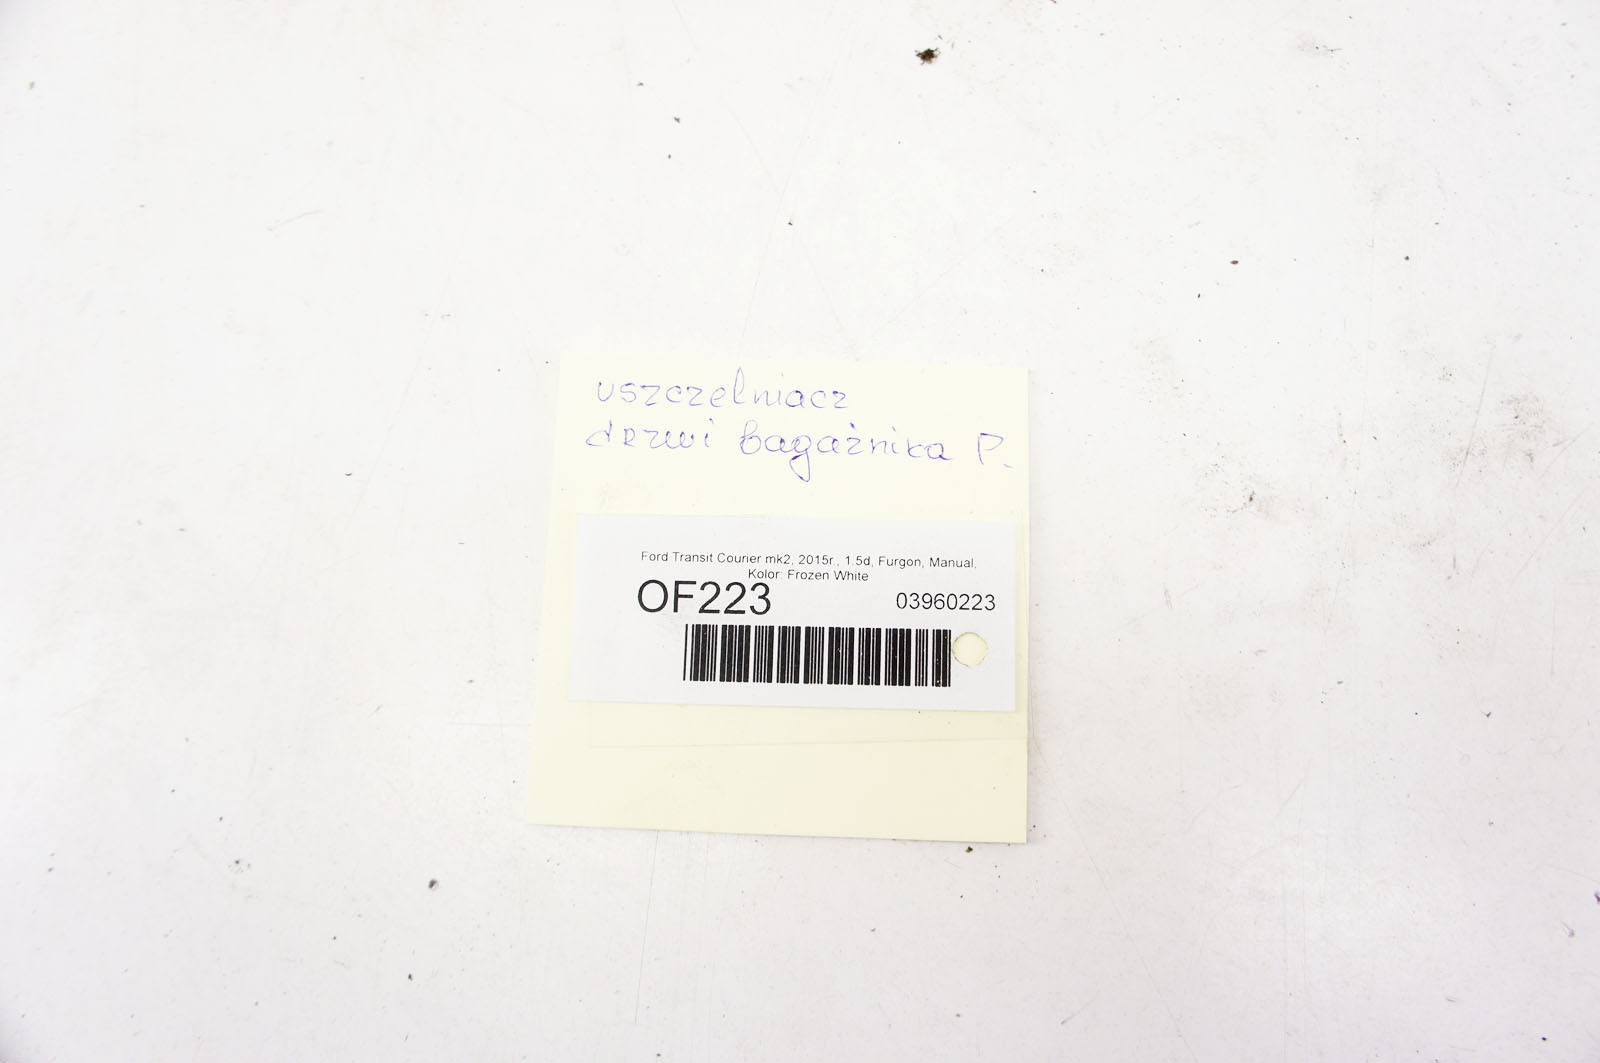 uszczelniacz
drzwi bagażnika P.
Ford Transit Courier mk2, 2015r., 1.5d, Furgon, Manual,
Kolor: Frozen White
OF223 03960223